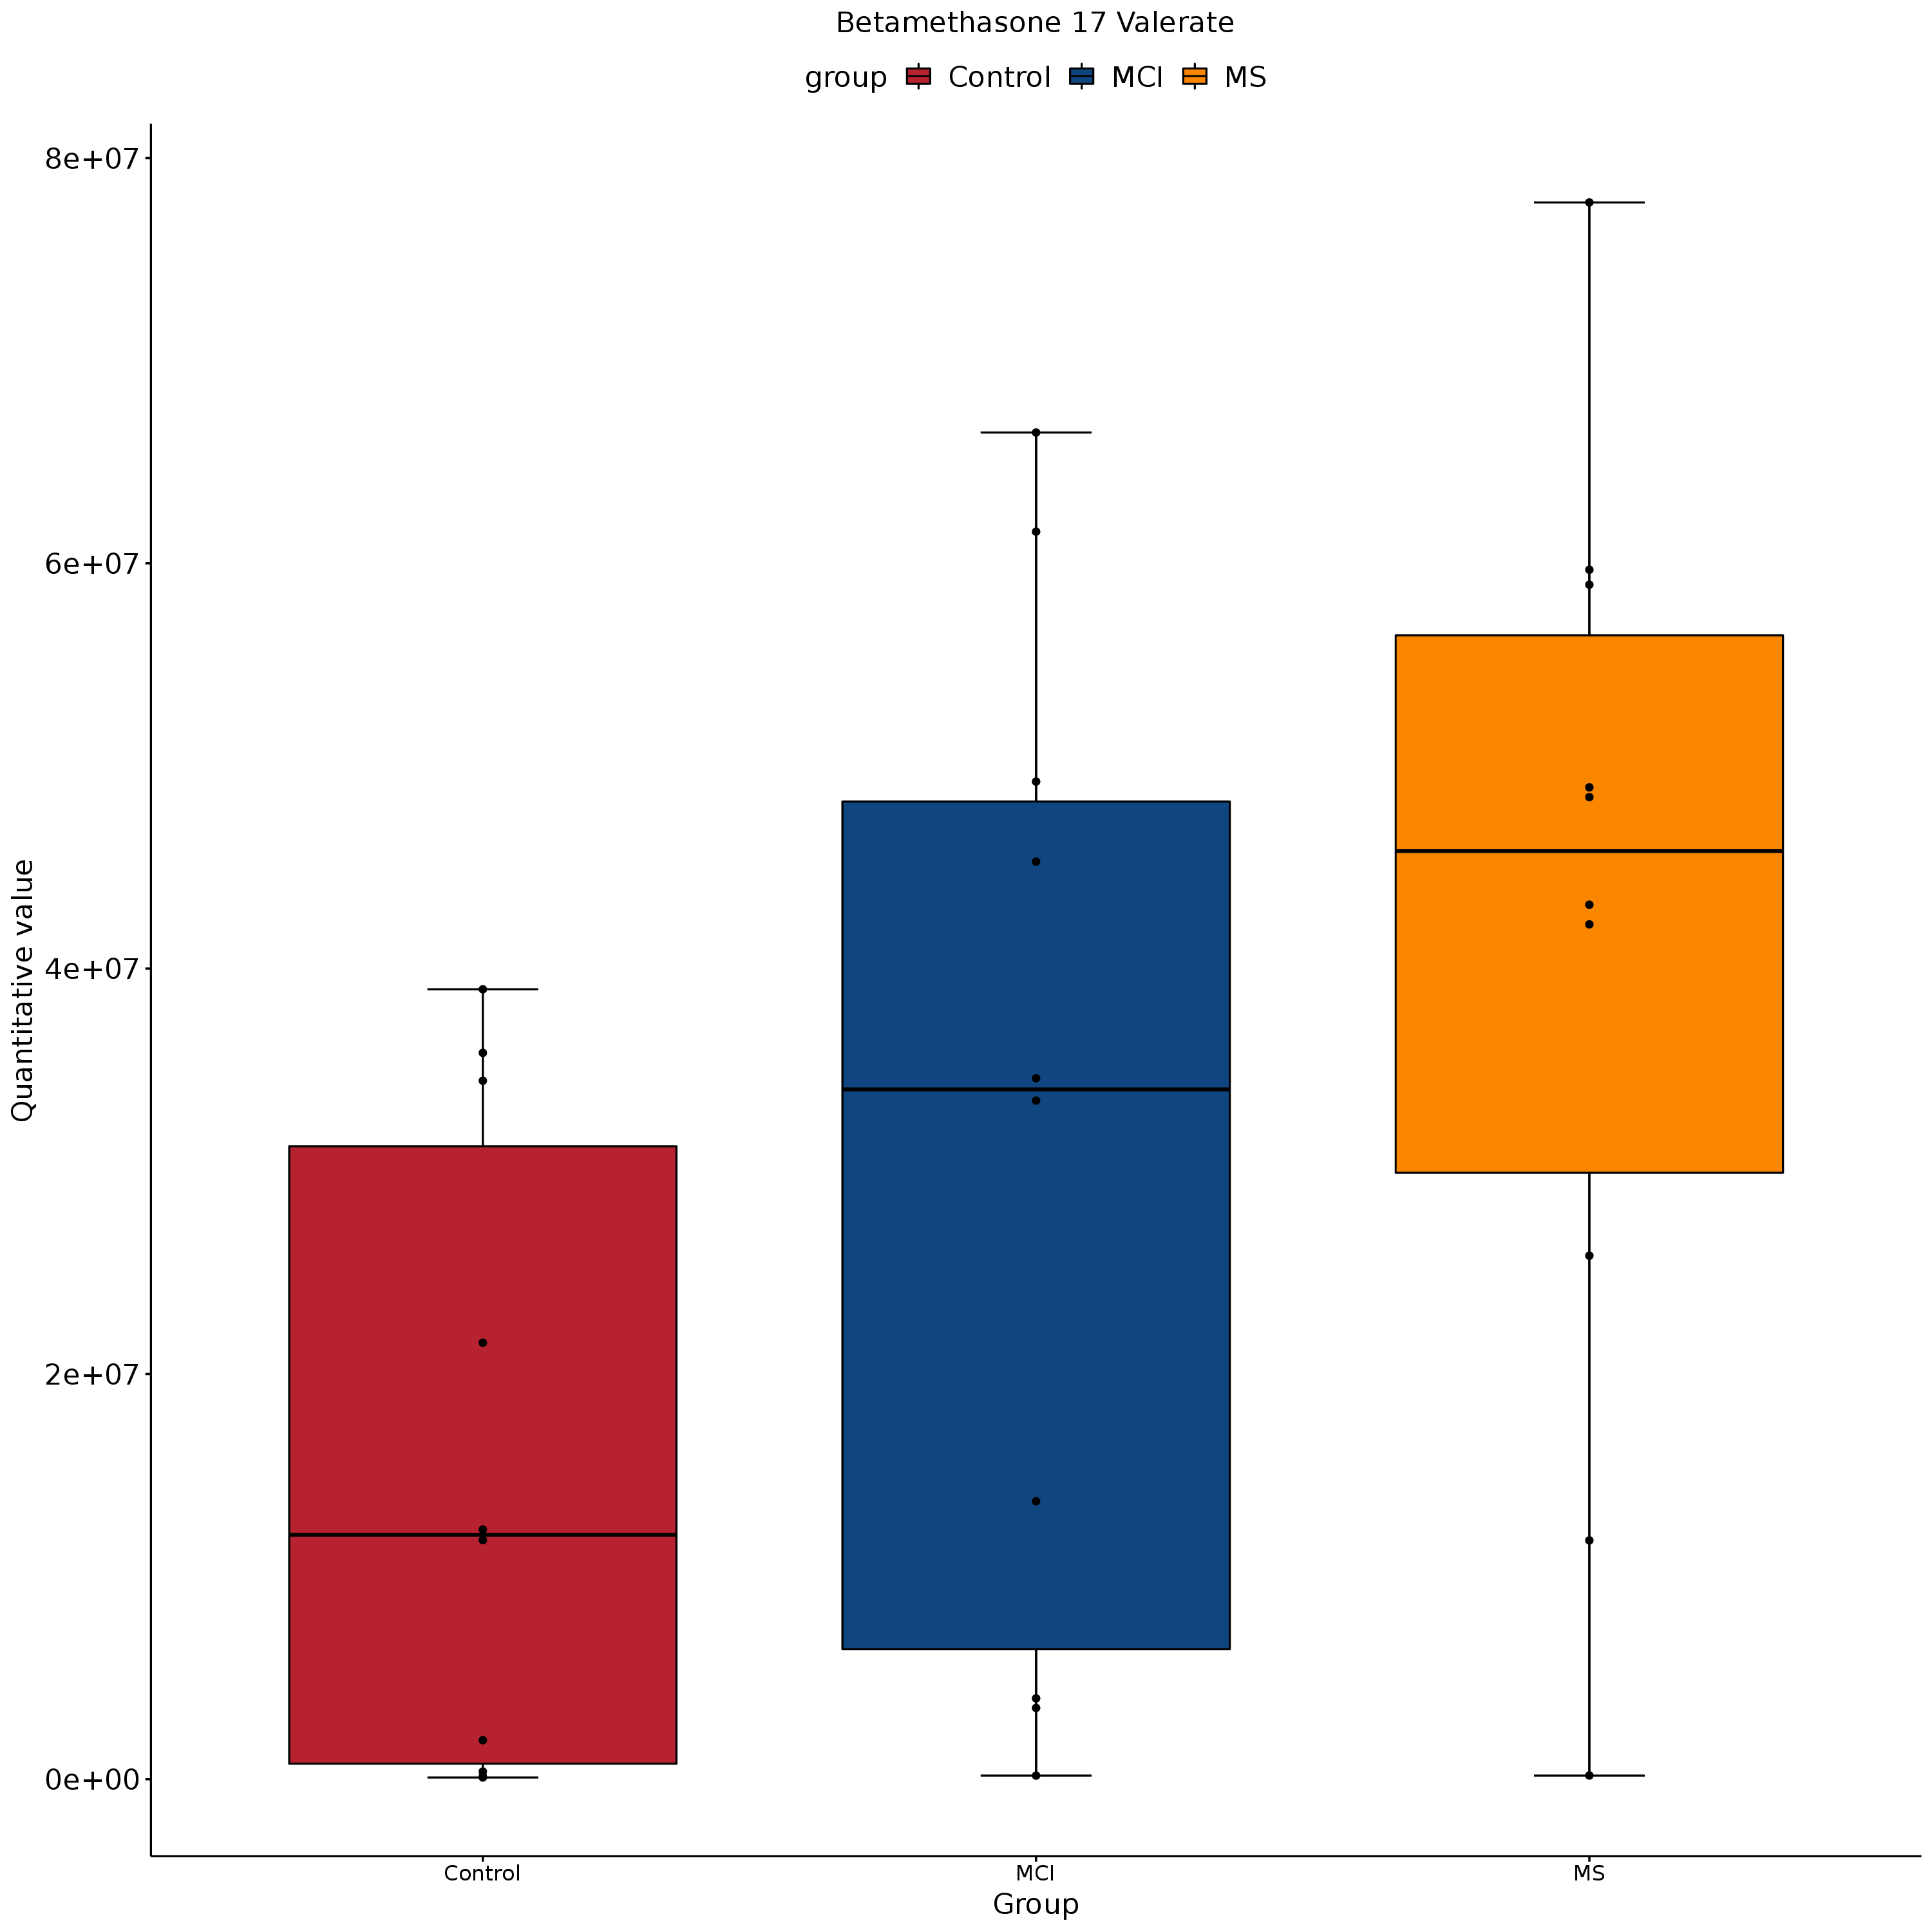 Betamethasone 17 Valerate
group Control MCI MS
8e+07
6e+07
4e+07
2e+07
0e+00
Quantitative value
Control MCI MS
Group